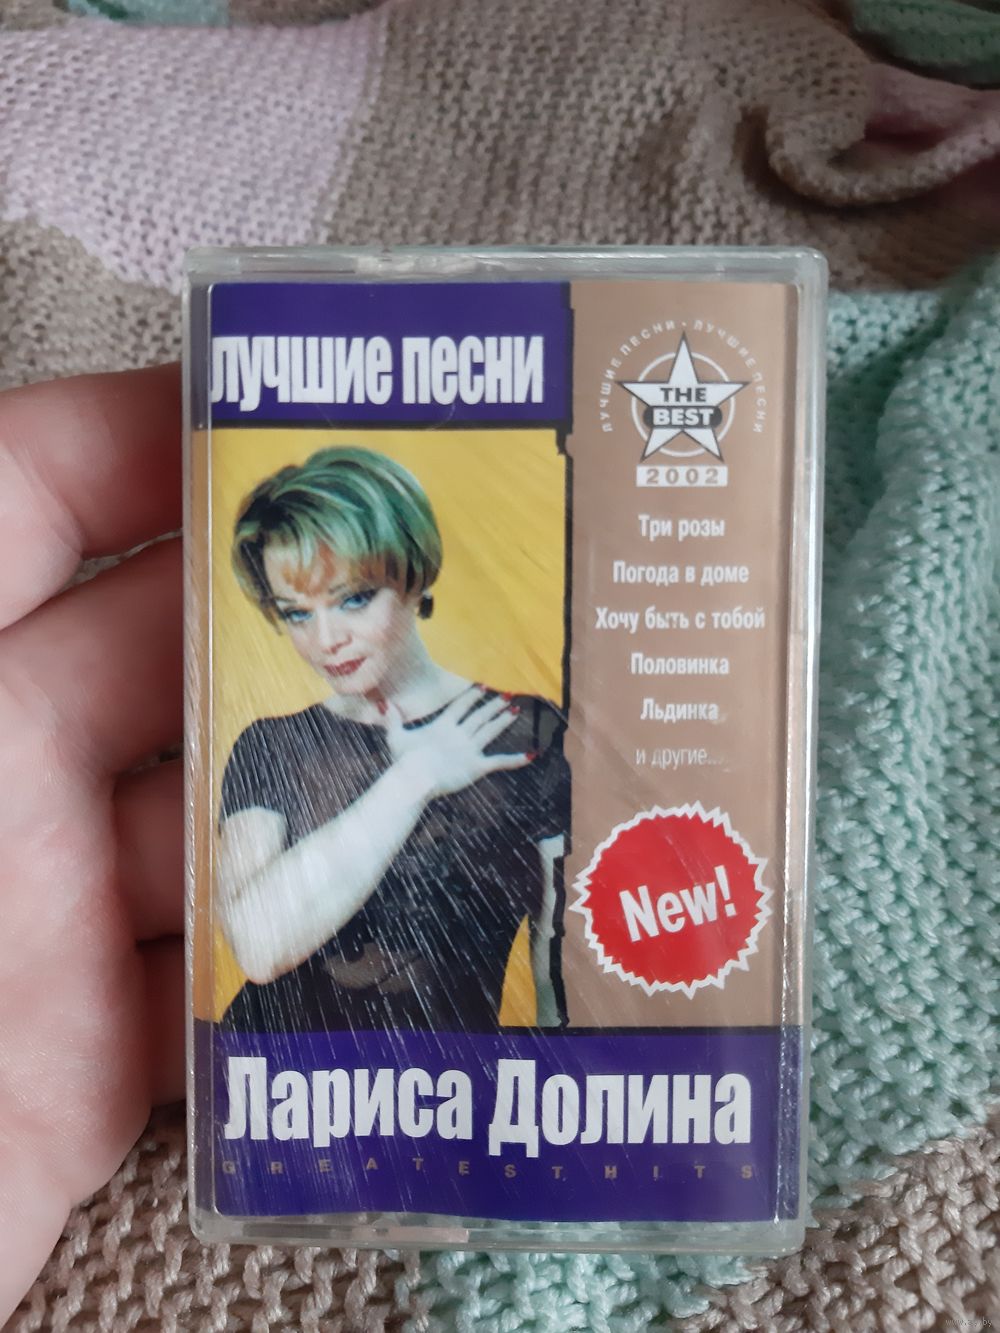 лучшие песни
ЛУЧШИЕ ПЕСНИ • ЛУЧШИЕ ПЕСНИ
THE
BEST
2002
Три розы
Погода в доме
Хочу быть с тобой
Половинка
Льдинка
и другие...
New!
Лариса Долина
GREATEST HITS